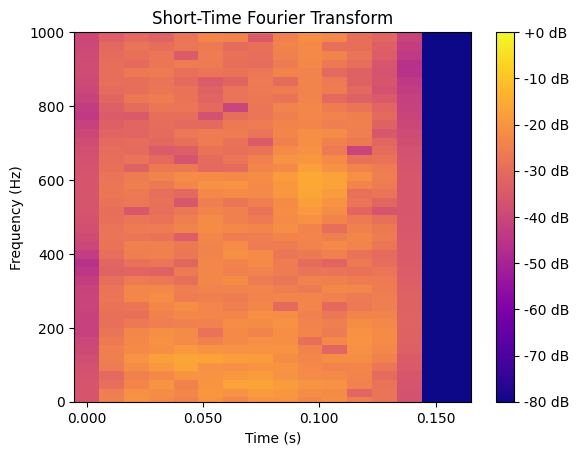 Short-Time Fourier Transform
1000
800
600
400
200
0
Frequency (Hz)
0.000
0.050
0.100
0.150
Time (s)
+0 dB
-10 dB
-20 dB
-30 dB
-40 dB
-50 dB
-60 dB
-70 dB
-80 dB